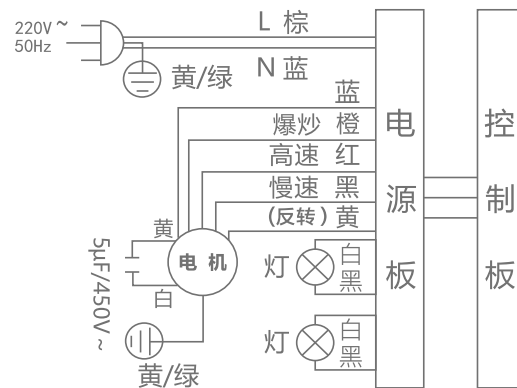 220V ~
50Hz
L 棕
N 蓝
黄/绿
蓝
爆炒 橙
高速 红
慢速 黑
(反转) 黄
电源板
控制板
黄
电 机
白
5μF/450V ~
黄/绿
灯
白
黑
灯
白
黑